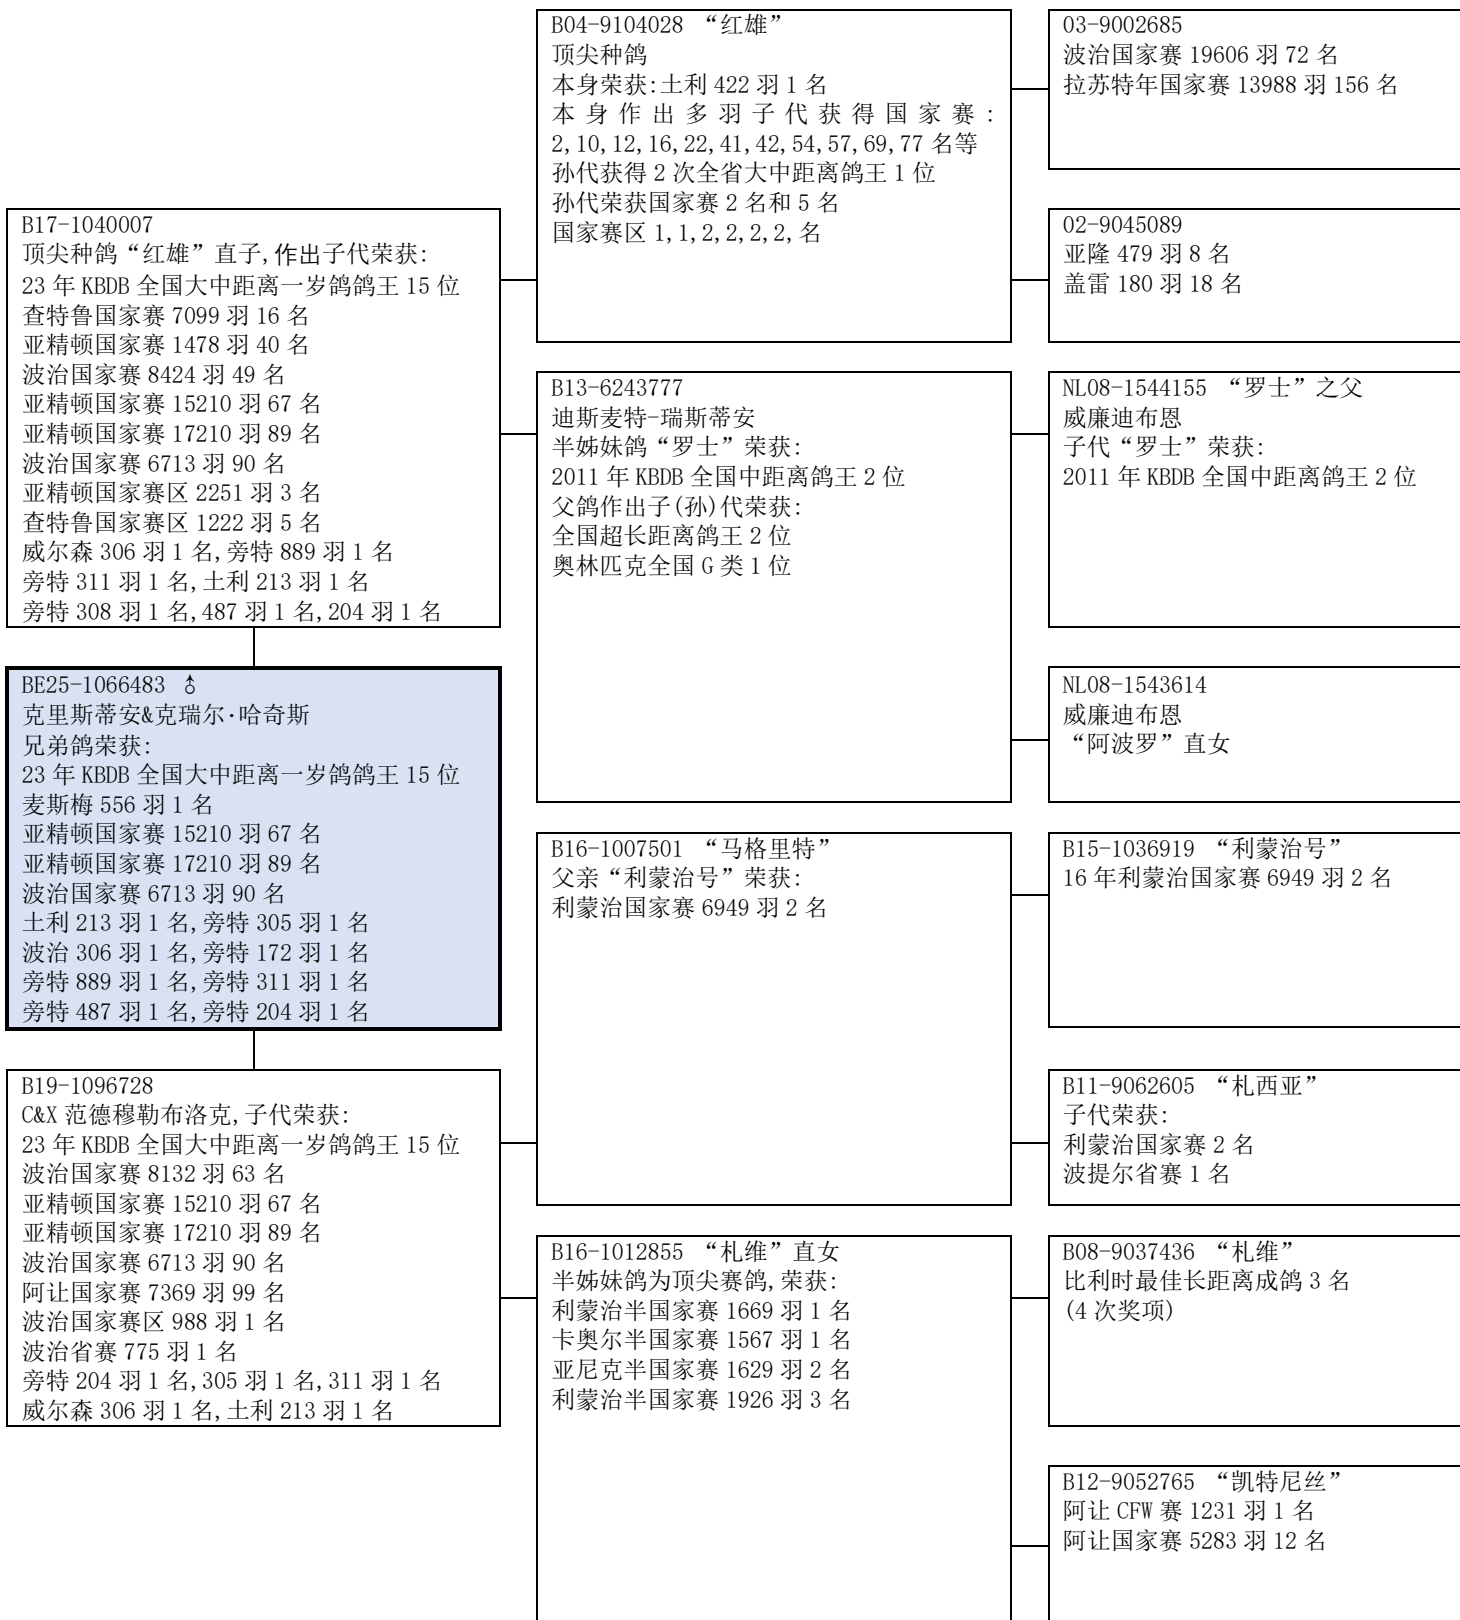 B17-1040007
顶尖种鸽“红雄”直子,作出子代荣获:
23 年 KBDB 全国大中距离一岁鸽鸽王 15 位
查特鲁国家赛 7099 羽 16 名
亚精顿国家赛 1478 羽 40 名
波治国家赛 8424 羽 49 名
亚精顿国家赛 15210 羽 67 名
亚精顿国家赛 17210 羽 89 名
波治国家赛 6713 羽 90 名
亚精顿国家赛区 2251 羽 3 名
查特鲁国家赛区 1222 羽 5 名
威尔森 306 羽 1 名,旁特 889 羽 1 名
旁特 311 羽 1 名,土利 213 羽 1 名
旁特 308 羽 1 名,487 羽 1 名,204 羽 1 名
BE25-1066483 ♂
克里斯蒂安&克瑞尔·哈奇斯
兄弟鸽荣获:
23 年 KBDB 全国大中距离一岁鸽鸽王 15 位
麦斯梅 556 羽 1 名
亚精顿国家赛 15210 羽 67 名
亚精顿国家赛 17210 羽 89 名
波治国家赛 6713 羽 90 名
土利 213 羽 1 名,旁特 305 羽 1 名
波治 306 羽 1 名,旁特 172 羽 1 名
旁特 889 羽 1 名,旁特 311 羽 1 名
旁特 487 羽 1 名,旁特 204 羽 1 名
B19-1096728
C&X 范德穆勒布洛克,子代荣获:
23 年 KBDB 全国大中距离一岁鸽鸽王 15 位
波治国家赛 8132 羽 63 名
亚精顿国家赛 15210 羽 67 名
亚精顿国家赛 17210 羽 89 名
波治国家赛 6713 羽 90 名
阿让国家赛 7369 羽 99 名
波治国家赛区 988 羽 1 名
波治省赛 775 羽 1 名
旁特 204 羽 1 名,305 羽 1 名,311 羽 1 名
威尔森 306 羽 1 名,土利 213 羽 1 名
B04-9104028 “红雄”
顶尖种鸽
本身荣获:土利 422 羽 1 名
本身作出多羽子代获得国家赛:
2,10,12,16,22,41,42,54,57,69,77 名等
孙代获得 2 次全省大中距离鸽王 1 位
孙代荣获国家赛 2 名和 5 名
国家赛区 1,1,2,2,2,2,名
B13-6243777
迪斯麦特-瑞斯蒂安
半姊妹鸽“罗士”荣获:
2011 年 KBDB 全国中距离鸽王 2 位
父鸽作出子(孙)代荣获:
全国超长距离鸽王 2 位
奥林匹克全国 G 类 1 位
B16-1007501 “马格里特”
父亲“利蒙治号”荣获:
利蒙治国家赛 6949 羽 2 名
B16-1012855 “札维”直女
半姊妹鸽为顶尖赛鸽,荣获:
利蒙治半国家赛 1669 羽 1 名
卡奥尔半国家赛 1567 羽 1 名
亚尼克半国家赛 1629 羽 2 名
利蒙治半国家赛 1926 羽 3 名
03-9002685
波治国家赛 19606 羽 72 名
拉苏特年国家赛 13988 羽 156 名
02-9045089
亚隆 479 羽 8 名
盖雷 180 羽 18 名
NL08-1544155 “罗士”之父
威廉迪布恩
子代“罗士”荣获:
2011 年 KBDB 全国中距离鸽王 2 位
NL08-1543614
威廉迪布恩
“阿波罗”直女
B15-1036919 “利蒙治号”
16 年利蒙治国家赛 6949 羽 2 名
B11-9062605 “札西亚”
子代荣获:
利蒙治国家赛 2 名
波提尔省赛 1 名
B08-9037436 “札维”
比利时最佳长距离成鸽 3 名
(4 次奖项)
B12-9052765 “凯特尼丝”
阿让 CFW 赛 1231 羽 1 名
阿让国家赛 5283 羽 12 名